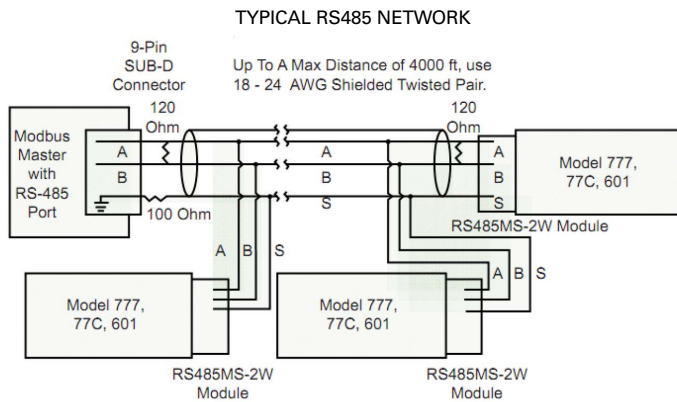 TYPICAL RS485 NETWORK
9-Pin
SUB-D
Connector
Up To A Max Distance of 4000 ft, use
18 - 24 AWG Shielded Twisted Pair.
120
Ohm
120
Ohm
Modbus
Master
with
RS-485
Port
A
B
A
B
S
A
B
S
Model 777,
77C, 601
100 Ohm
RS485MS-2W Module
A B S
A B S
Model 777,
77C, 601
Model 777,
77C, 601
RS485MS-2W
Module
RS485MS-2W
Module